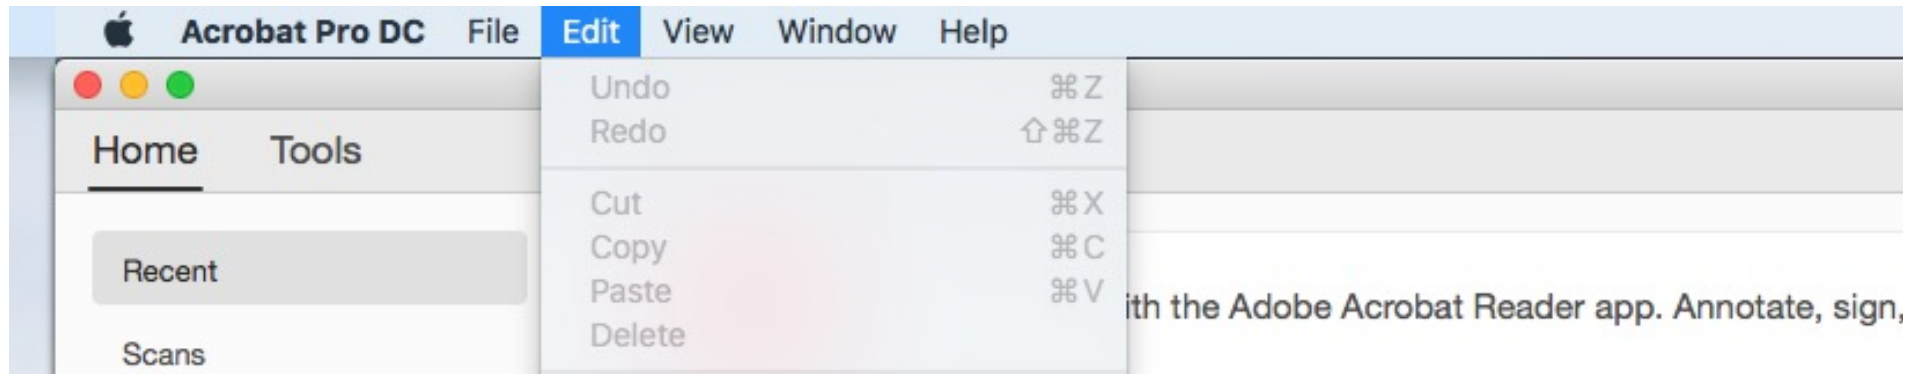 Acrobat Pro DC File Edit View Window Help
Home Tools
Recent
Scans
Undo ⌘Z
Redo ⇧⌘Z
Cut ⌘X
Copy ⌘C
Paste ⌘V
Delete
ith the Adobe Acrobat Reader app. Annotate, sign,